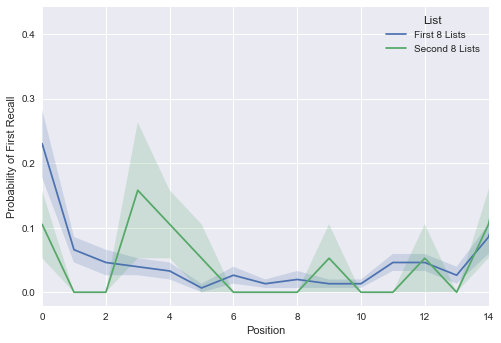 List
First 8 Lists
Second 8 Lists
Probability of First Recall
0.4
0.3
0.2
0.1
0.0
0 2 4 6 8 10 12 14
Position